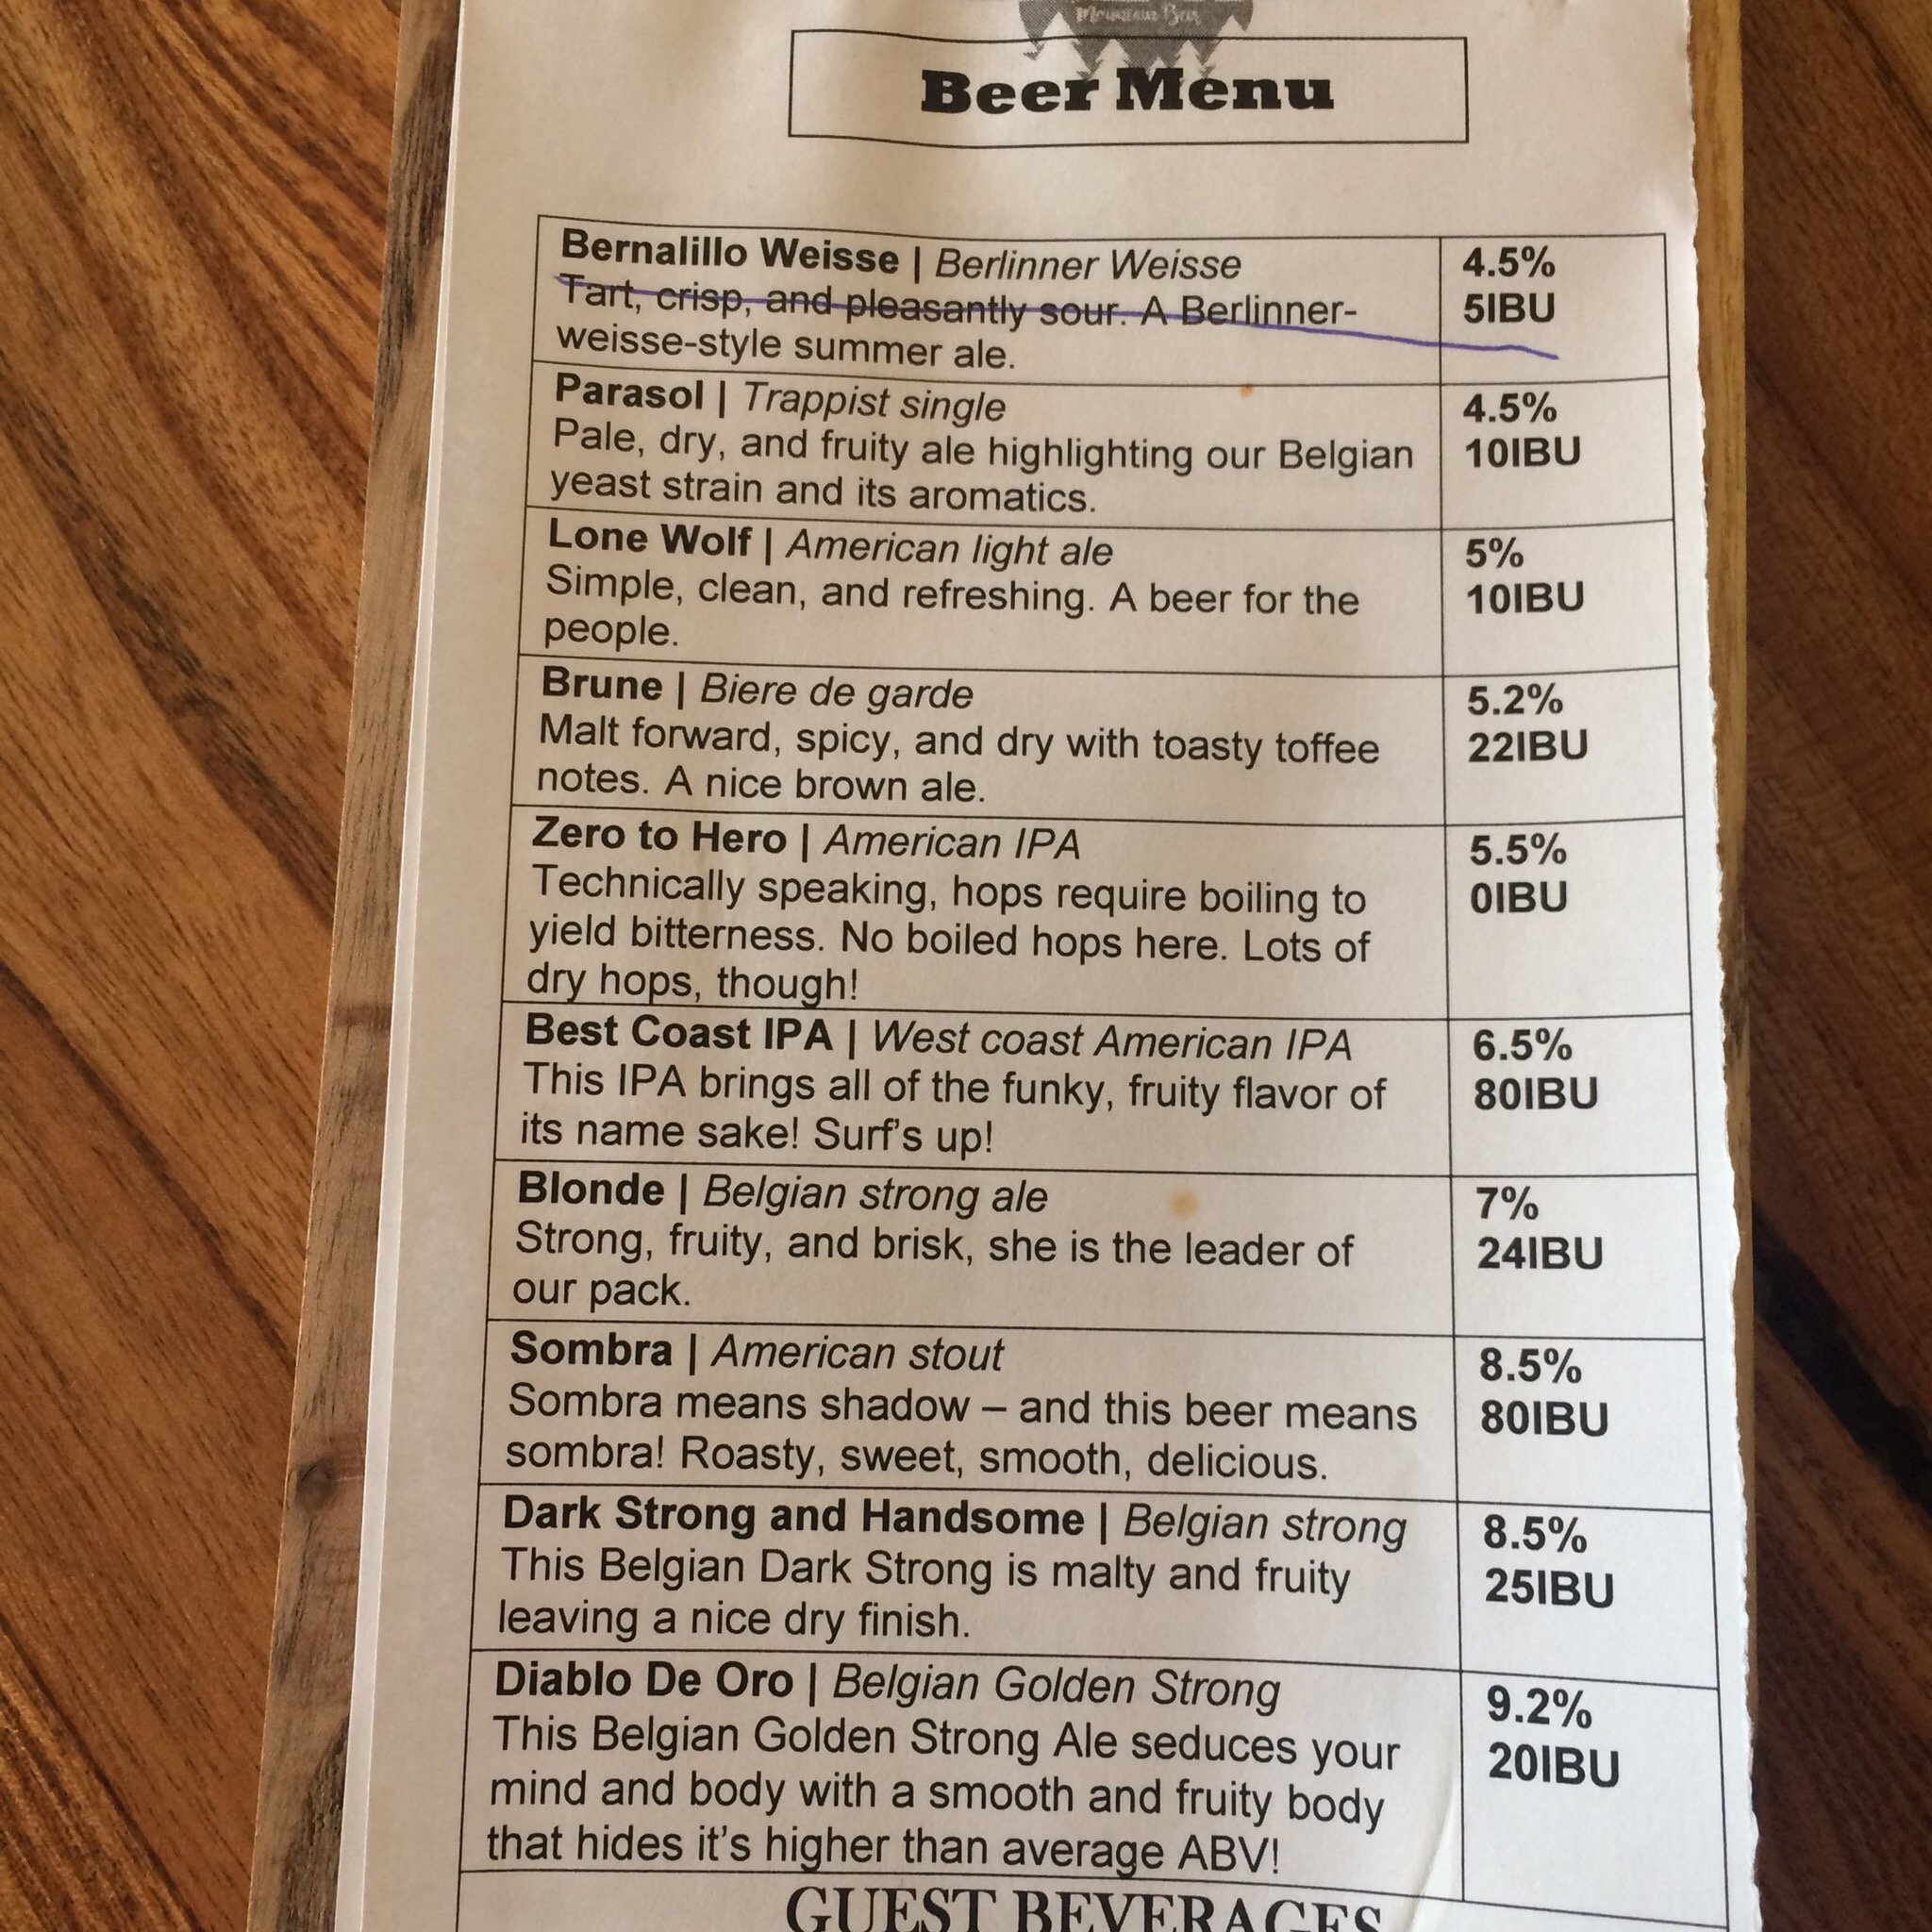 Mountain Beer
Beer Menu
Bernalillo Weisse | Berlinner Weisse
4.5%
Tart, crisp, and pleasantly sour. A Berlinner-
5IBU
weisse-style summer ale.
Parasol | Trappist single
4.5%
Pale, dry, and fruity ale highlighting our Belgian
10IBU
yeast strain and its aromatics.
Lone Wolf | American light ale
5%
Simple, clean, and refreshing. A beer for the
10IBU
people.
Brune | Biere de garde
5.2%
Malt forward, spicy, and dry with toasty toffee
22IBU
notes. A nice brown ale.
Zero to Hero | American IPA
5.5%
Technically speaking, hops require boiling to
0IBU
yield bitterness. No boiled hops here. Lots of
dry hops, though!
Best Coast IPA | West coast American IPA
6.5%
This IPA brings all of the funky, fruity flavor of
80IBU
its name sake! Surf's up!
Blonde | Belgian strong ale
7%
Strong, fruity, and brisk, she is the leader of
24IBU
our pack.
Sombra | American stout
8.5%
Sombra means shadow – and this beer means
80IBU
sombra! Roasty, sweet, smooth, delicious.
Dark Strong and Handsome | Belgian strong
8.5%
This Belgian Dark Strong is malty and fruity
25IBU
leaving a nice dry finish.
Diablo De Oro | Belgian Golden Strong
9.2%
This Belgian Golden Strong Ale seduces your
20IBU
mind and body with a smooth and fruity body
that hides it's higher than average ABV!
GUEST BEVERAGES